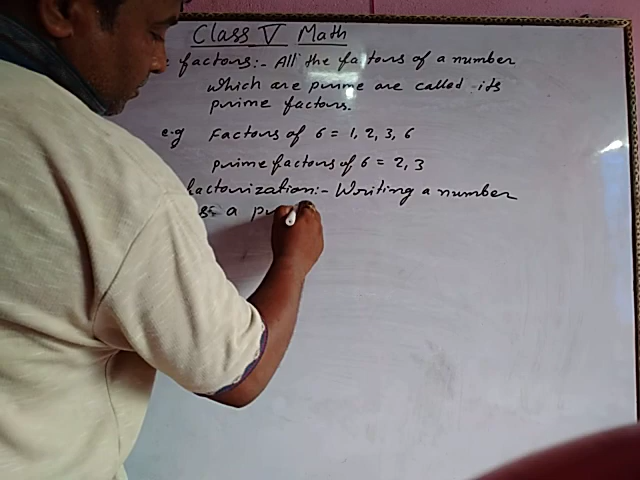 Class V Math
: factors:- All the factors of a number
which are prime are called its
prime factors.
e.g Factors of 6 = 1, 2, 3, 6
prime factors of 6 = 2, 3
factorization:- Writing a number
as a